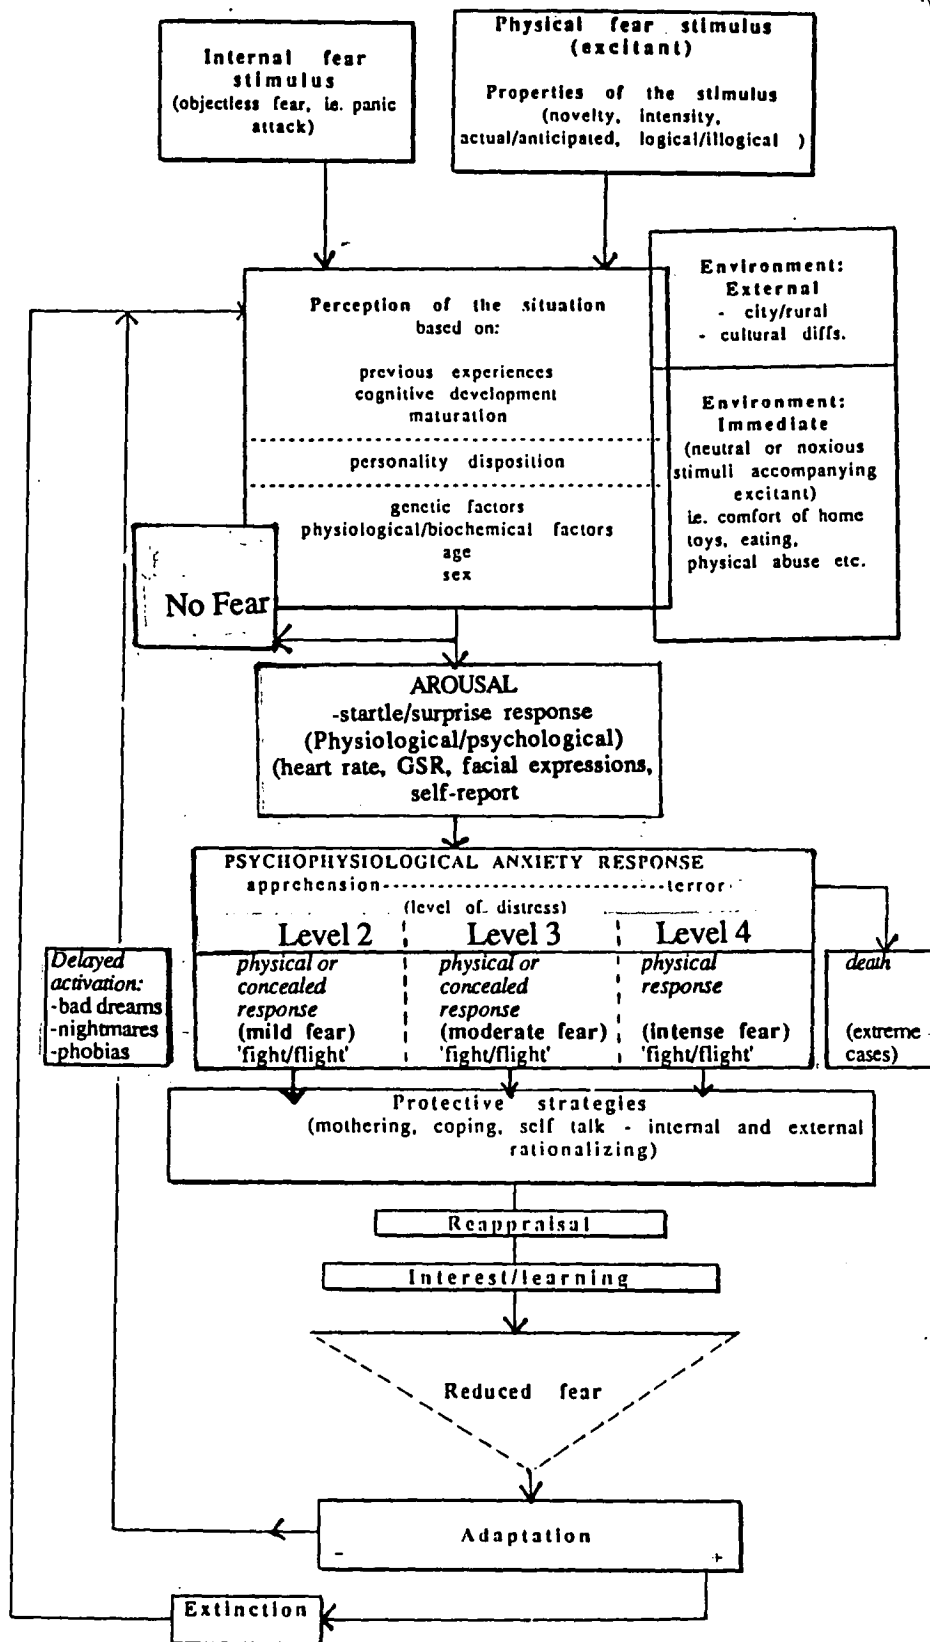 Internal fear
stimulus
(objectless fear, ie. panic
attack)
Physical fear stimulus
(excitant)
Properties of the stimulus
(novelty, intensity,
actual/anticipated, logical/illogical )
Perception of the situation
based on:
previous experiences
cognitive development
maturation
personality disposition
genetic factors
physiological/biochemical factors
age
sex
Environment:
External
- city/rural
- cultural diffs.
Environment:
Immediate
(neutral or noxious
stimuli accompanying
excitant)
ie. comfort of home
toys, eating,
physical abuse etc.
No Fear
AROUSAL
-startle/surprise response
(Physiological/psychological)
(heart rate, GSR, facial expressions,
self-report
PSYCHOPHYSIOLOGICAL ANXIETY RESPONSE
apprehension------------------------------terror
(level of distress)
Level 2
physical or
concealed
response
(mild fear)
'fight/flight'
Level 3
physical or
concealed
response
(moderate fear)
'fight/flight'
Level 4
physical
response
(intense fear)
'fight/flight'
death
(extreme
cases)
Delayed
activation:
-bad dreams
-nightmares
-phobias
Protective strategies
(mothering, coping, self talk - internal and external
rationalizing)
Reappraisal
Interest/learning
Reduced fear
Adaptation
- +
Extinction